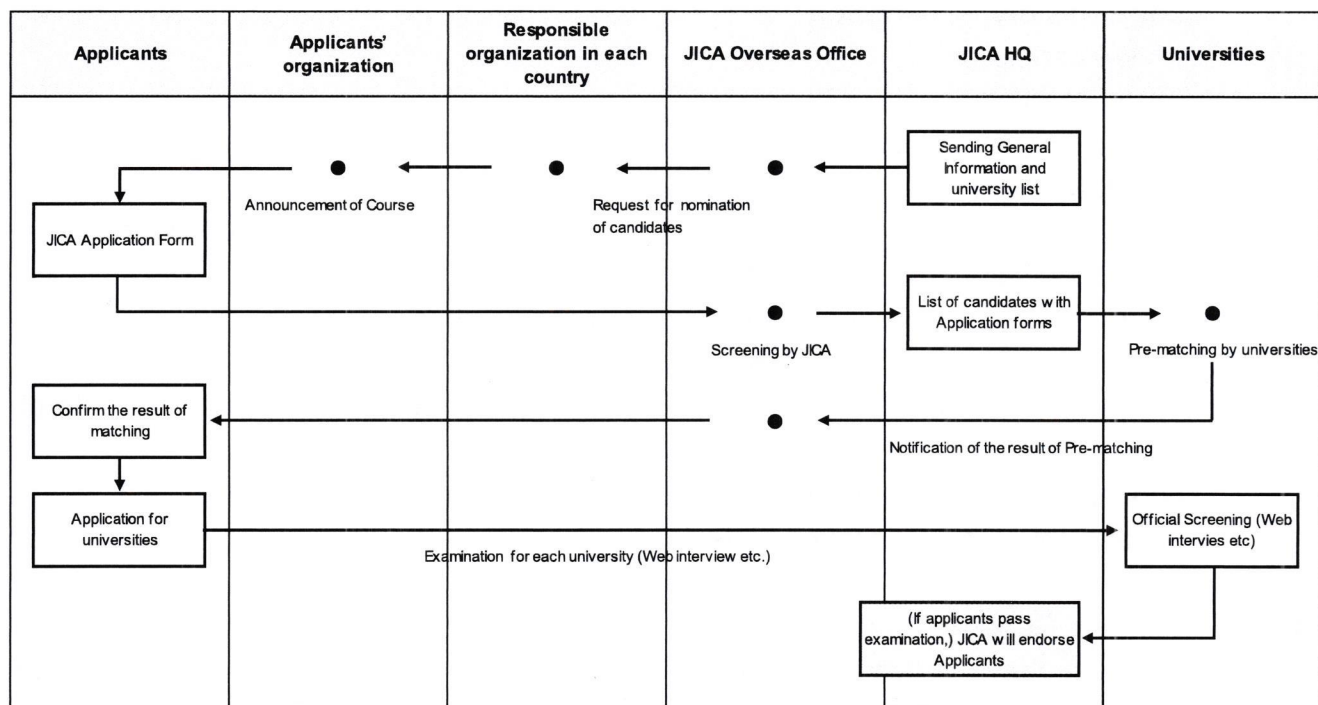 Applicants
Applicants'
organization
Responsible
organization in each
country
JICA Overseas Office
JICA HQ
Universities
Sending General
Information and
university list
Announcement of Course
Request for nomination
of candidates
JICA Application Form
List of candidates with
Application forms
Screening by JICA
Pre-matching by universities
Confirm the result of
matching
Notification of the result of Pre-matching
Application for
universities
Official Screening (Web
intervies etc)
Examination for each university (Web interview etc.)
(If applicants pass
examination,) JICA will endorse
Applicants